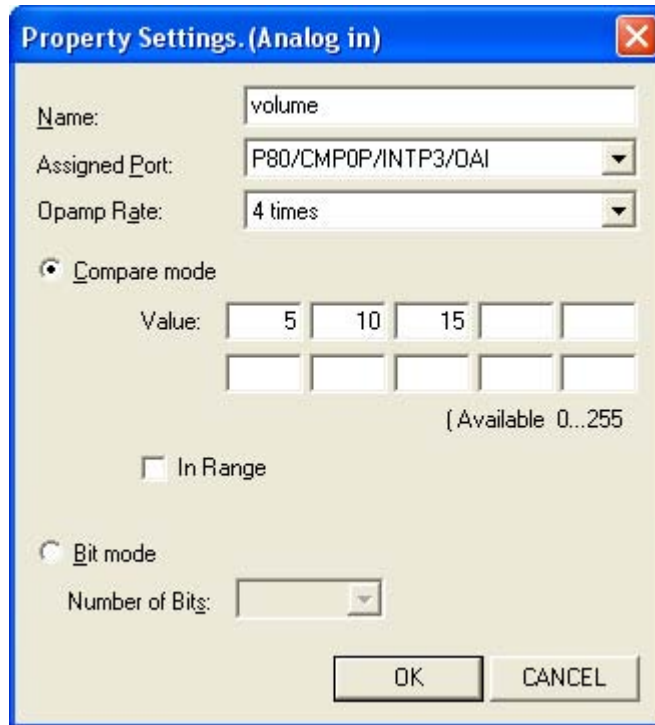 Property Settings.(Analog in)
Name: volume
Assigned Port: P80/CMP0P/INTP3/OAI
Opamp Rate: 4 times
Compare mode
Value: 5 10 15
( Available 0...255
In Range
Bit mode
Number of Bits:
OK CANCEL